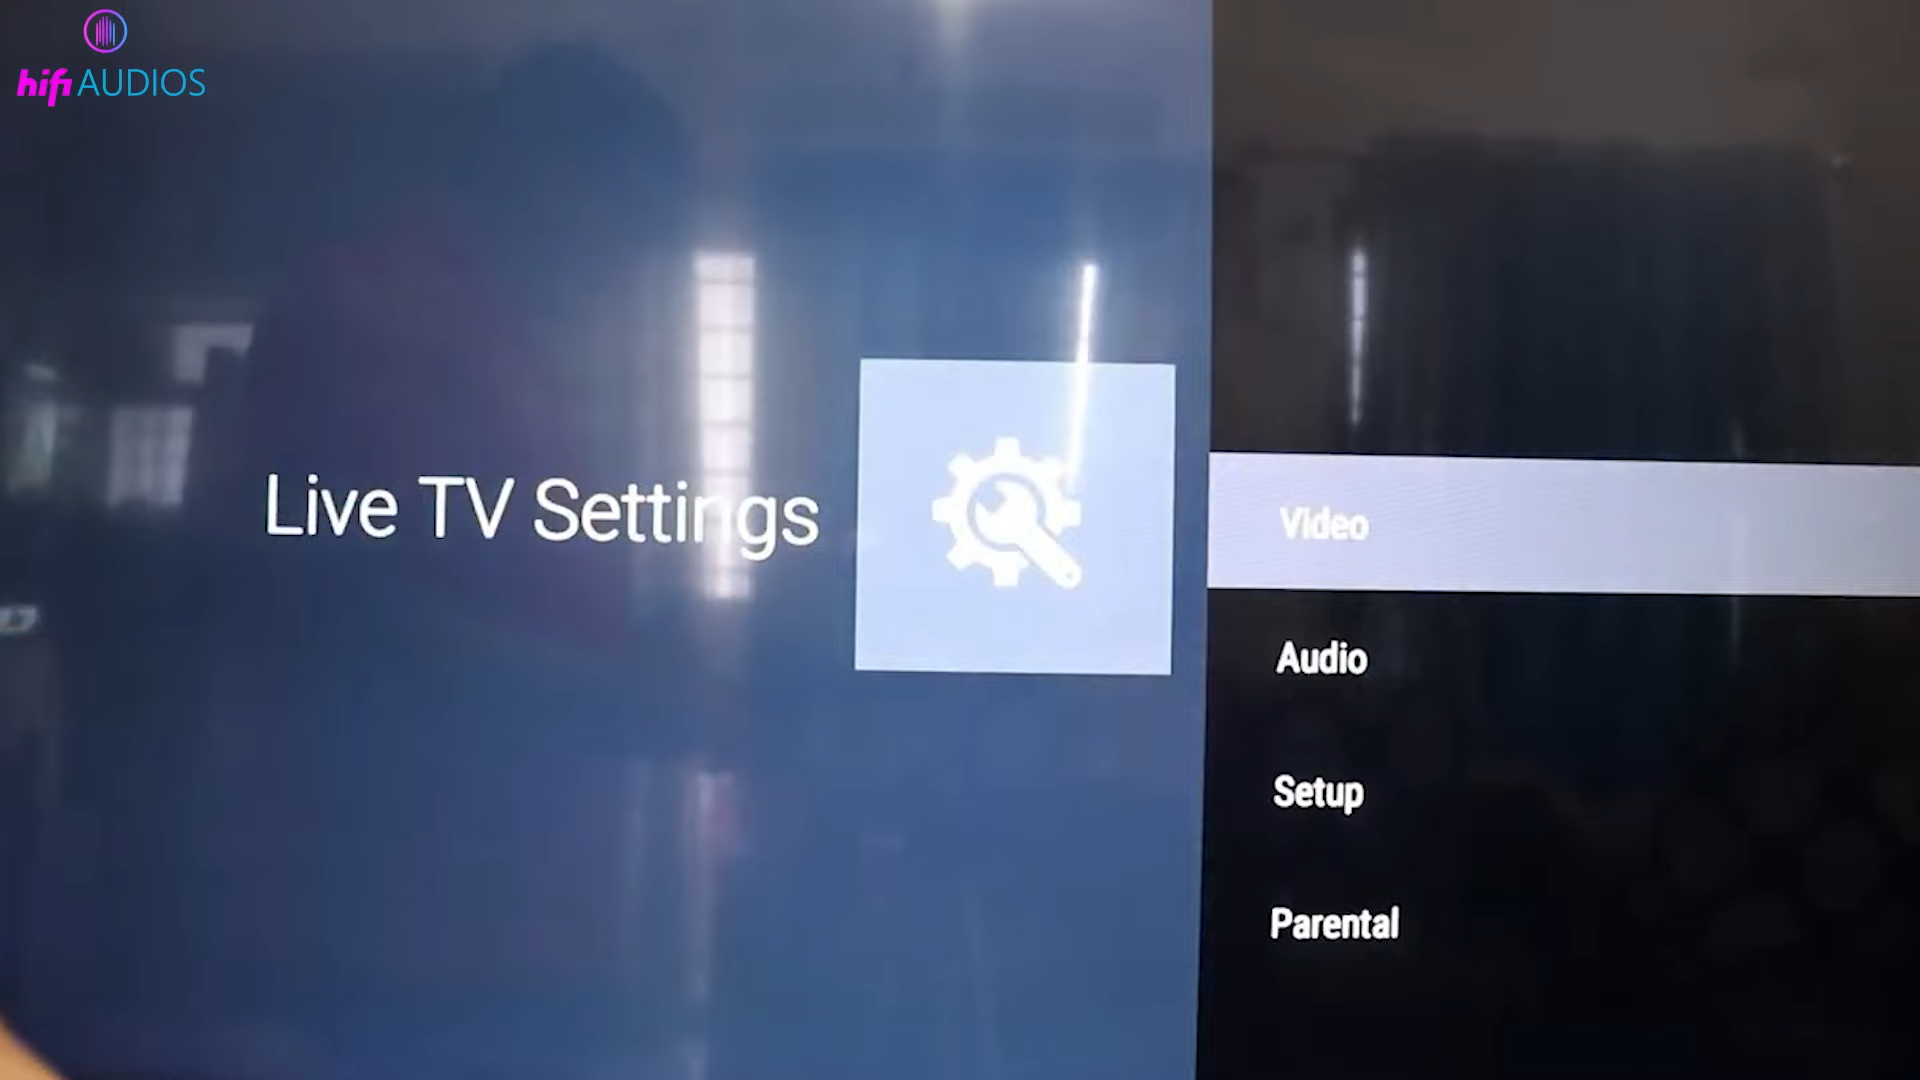 hifi AUDIOS
Live TV Settings
Video
Audio
Setup
Parental